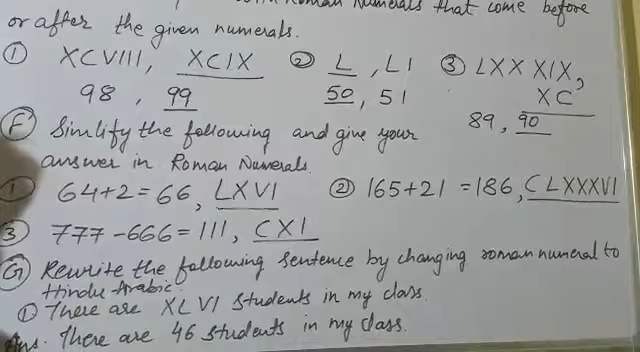 Roman Numerals that come before
or after the given numerals.
① XCVIII, XCIX ② L, LI ③ LXXXIX,
XC
98, 99 50, 51 89, 90
F Simlify the following and give your
answer in Roman Numerals.
① 64+2=66, LXVI ② 165+21=186, CLXXXVI
③ 777-666=111, CXI
G Rewrite the following sentence by changing roman numeral to
Hindu-Arabic.
① There are XLVI students in my class.
Ans. There are 46 students in my class.